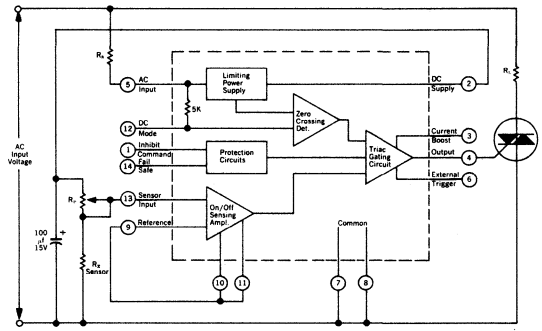 Rs
RL
5
AC
Input
Limiting
Power
Supply
DC
Supply
2
5K
Zero
Crossing
Det.
12
DC
Mode
Current
Boost
3
AC
Input
Voltage
1
Inhibit
Command
Fail
Safe
14
Protection
Circuits
Triac
Gating
Circuit
Output
4
External
Trigger
6
Rp
13
Sensor
Input
On/Off
Sensing
Ampl.
9
Reference
Common
100
μf
15V
+
Sensor
10
11
7
8